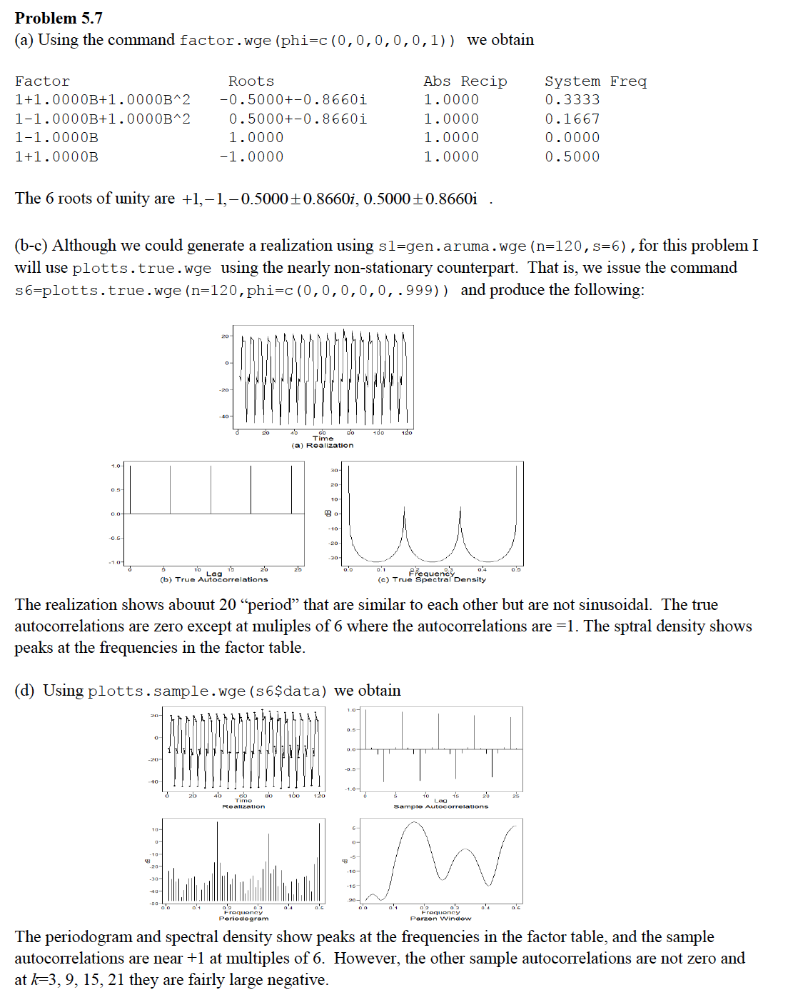 Problem 5.7
(a) Using the command factor.wge(phi=c(0,0,0,0,0,1)) we obtain
Factor Roots Abs Recip System Freq
1+1.0000B+1.0000B^2 -0.5000+-0.8660i 1.0000 0.3333
1-1.0000B+1.0000B^2 0.5000+-0.8660i 1.0000 0.1667
1-1.0000B 1.0000 1.0000 0.0000
1+1.0000B -1.0000 1.0000 0.5000
The 6 roots of unity are +1,−1,−0.5000±0.8660i, 0.5000±0.8660i .
(b-c) Although we could generate a realization using s1=gen.aruma.wge(n=120,s=6), for this problem I
will use plotts.true.wge using the nearly non-stationary counterpart. That is, we issue the command
s6=plotts.true.wge(n=120,phi=c(0,0,0,0,0,.999)) and produce the following:
20
0
-20
-40
0 20 40 60 80 100 120
Time
(a) Realization
1.0
0.5
0.0
-0.5
-1.0
0 5 10 15 20 25
Lag
(b) True Autocorrelations
30
20
10
0
-10
-20
-30
dB
0.0 0.1 0.2 0.3 0.4 0.5
Frequency
(c) True Spectral Density
The realization shows abouut 20 “period” that are similar to each other but are not sinusoidal. The true
autocorrelations are zero except at muliples of 6 where the autocorrelations are =1. The sptral density shows
peaks at the frequencies in the factor table.
(d) Using plotts.sample.wge(s6$data) we obtain
20
0
-20
-40
0 20 40 60 80 100 120
Time
Realization
1.0
0.5
0.0
-0.5
-1.0
0 5 10 15 20 25
Lag
Sample Autocorrelations
10
0
-10
-20
-30
-40
-50
dB
0.0 0.1 0.2 0.3 0.4 0.5
Frequency
Periodogram
5
0
-5
-10
-15
-20
dB
0.0 0.1 0.2 0.3 0.4 0.5
Frequency
Parzen Window
The periodogram and spectral density show peaks at the frequencies in the factor table, and the sample
autocorrelations are near +1 at multiples of 6. However, the other sample autocorrelations are not zero and
at k=3, 9, 15, 21 they are fairly large negative.